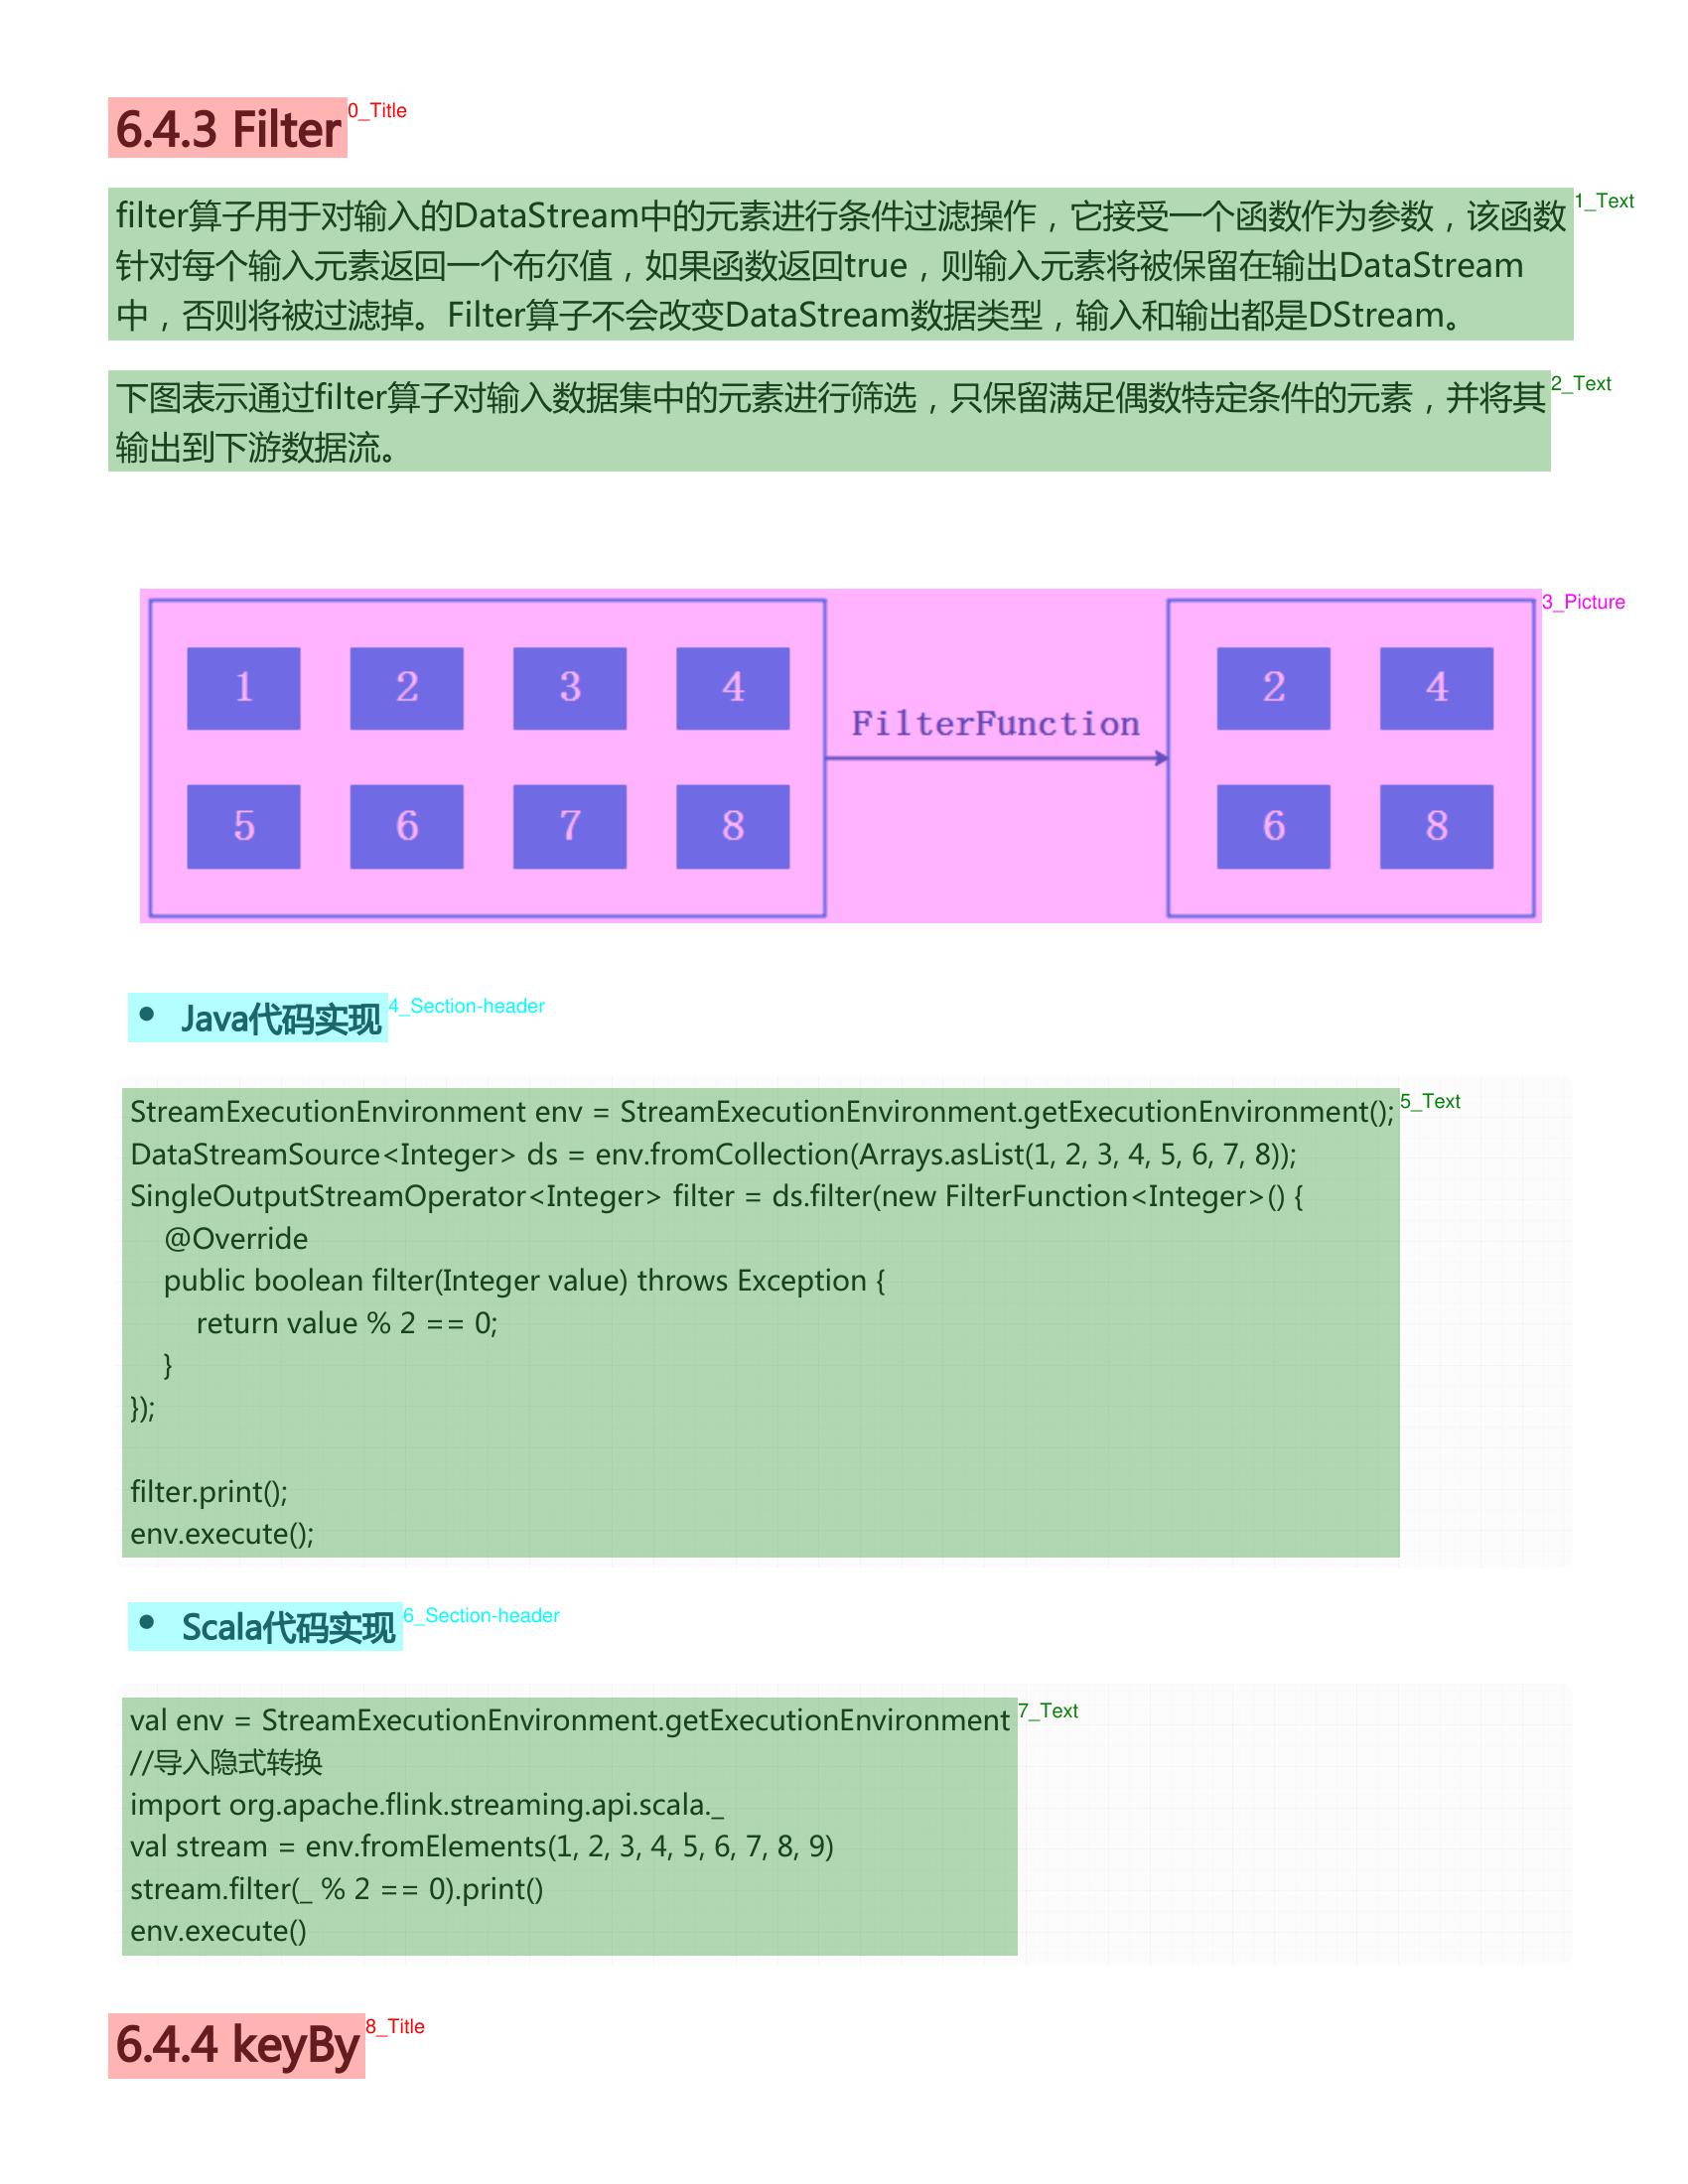 6.4.3 Filter
0_Title
filter算子用于对输入的DataStream中的元素进行条件过滤操作，它接受一个函数作为参数，该函数
1_Text
针对每个输入元素返回一个布尔值，如果函数返回true，则输入元素将被保留在输出DataStream
中，否则将被过滤掉。Filter算子不会改变DataStream数据类型，输入和输出都是DStream。
下图表示通过filter算子对输入数据集中的元素进行筛选，只保留满足偶数特定条件的元素，并将其
2_Text
输出到下游数据流。
3_Picture
1 2 3 4
5 6 7 8
FilterFunction
2 4
6 8
• Java代码实现
4_Section-header
StreamExecutionEnvironment env = StreamExecutionEnvironment.getExecutionEnvironment();
5_Text
DataStreamSource<Integer> ds = env.fromCollection(Arrays.asList(1, 2, 3, 4, 5, 6, 7, 8));
SingleOutputStreamOperator<Integer> filter = ds.filter(new FilterFunction<Integer>() {
    @Override
    public boolean filter(Integer value) throws Exception {
        return value % 2 == 0;
    }
});
filter.print();
env.execute();
• Scala代码实现
6_Section-header
val env = StreamExecutionEnvironment.getExecutionEnvironment
7_Text
//导入隐式转换
import org.apache.flink.streaming.api.scala._
val stream = env.fromElements(1, 2, 3, 4, 5, 6, 7, 8, 9)
stream.filter(_ % 2 == 0).print()
env.execute()
6.4.4 keyBy
8_Title